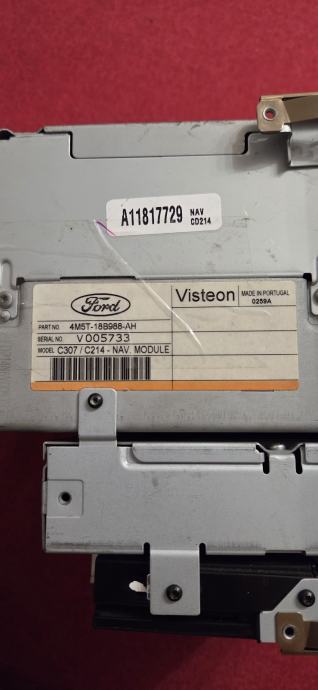 A11817729 NAV
CD214
Ford
Visteon MADE IN PORTUGAL
0259A
PART NO. 4M5T-18B988-AH
SERIAL NO. V005733
MODEL C307 / C214 - NAV. MODULE